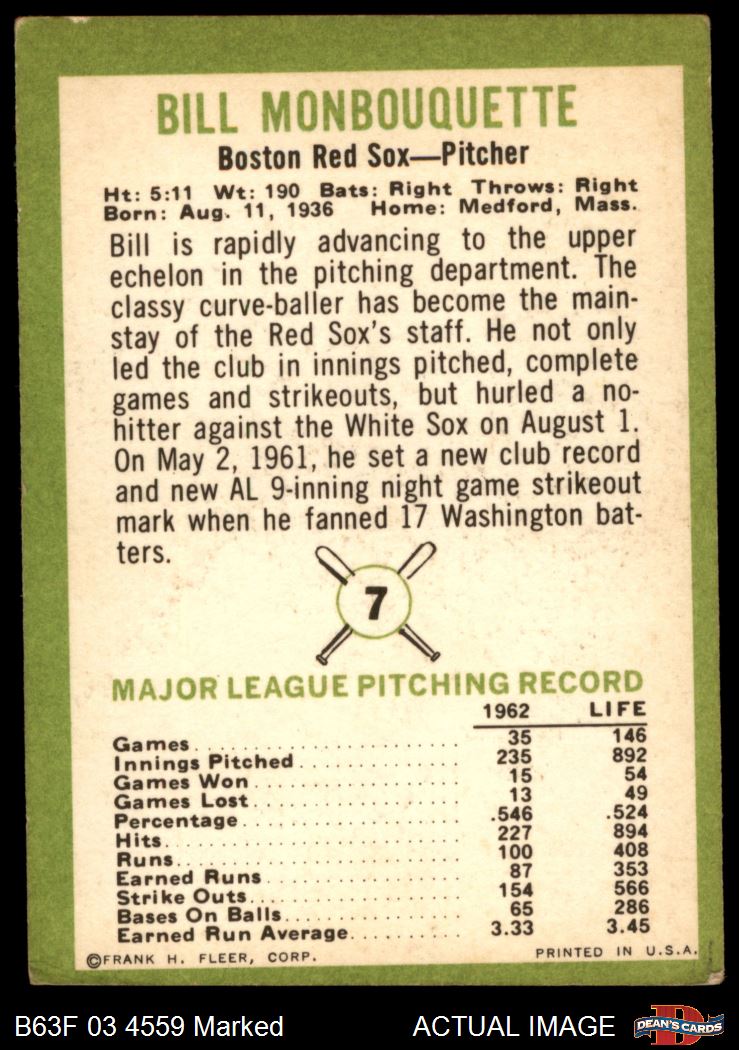 BILL MONBOUQUETTE
Boston Red Sox—Pitcher
Ht: 5:11 Wt: 190 Bats: Right Throws: Right
Born: Aug. 11, 1936 Home: Medford, Mass.
Bill is rapidly advancing to the upper
echelon in the pitching department. The
classy curve-baller has become the main-
stay of the Red Sox's staff. He not only
led the club in innings pitched, complete
games and strikeouts, but hurled a no-
hitter against the White Sox on August 1.
On May 2, 1961, he set a new club record
and new AL 9-inning night game strikeout
mark when he fanned 17 Washington bat-
ters.
7
MAJOR LEAGUE PITCHING RECORD
1962 LIFE
Games 35 146
Innings Pitched 235 892
Games Won 15 54
Games Lost 13 49
Percentage .546 .524
Hits 227 894
Runs 100 408
Earned Runs 87 353
Strike Outs 154 566
Bases On Balls 65 286
Earned Run Average 3.33 3.45
©FRANK H. FLEER, CORP. PRINTED IN U.S.A.
B63F 03 4559 Marked ACTUAL IMAGE D DEAN'S CARDS